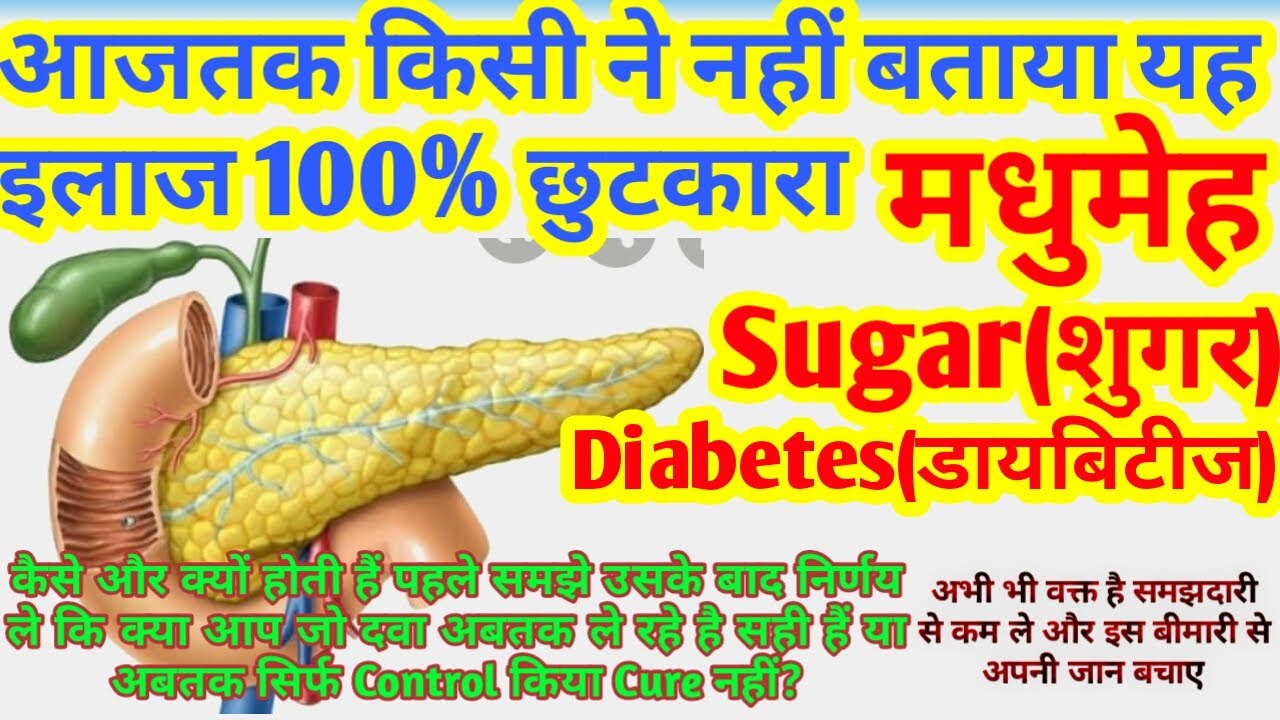 आजतक किसी ने नहीं बताया यह
इलाज 100% छुटकारा मधुमेह
Sugar(शुगर)
Diabetes(डायबिटीज)
कैसे और क्यों होती हैं पहले समझे उसके बाद निर्णय
ले कि क्या आप जो दवा अबतक ले रहे है सही हैं या
अबतक सिर्फ Control किया Cure नहीं?
अभी भी वक्त है समझदारी
से कम ले और इस बीमारी से
अपनी जान बचाए